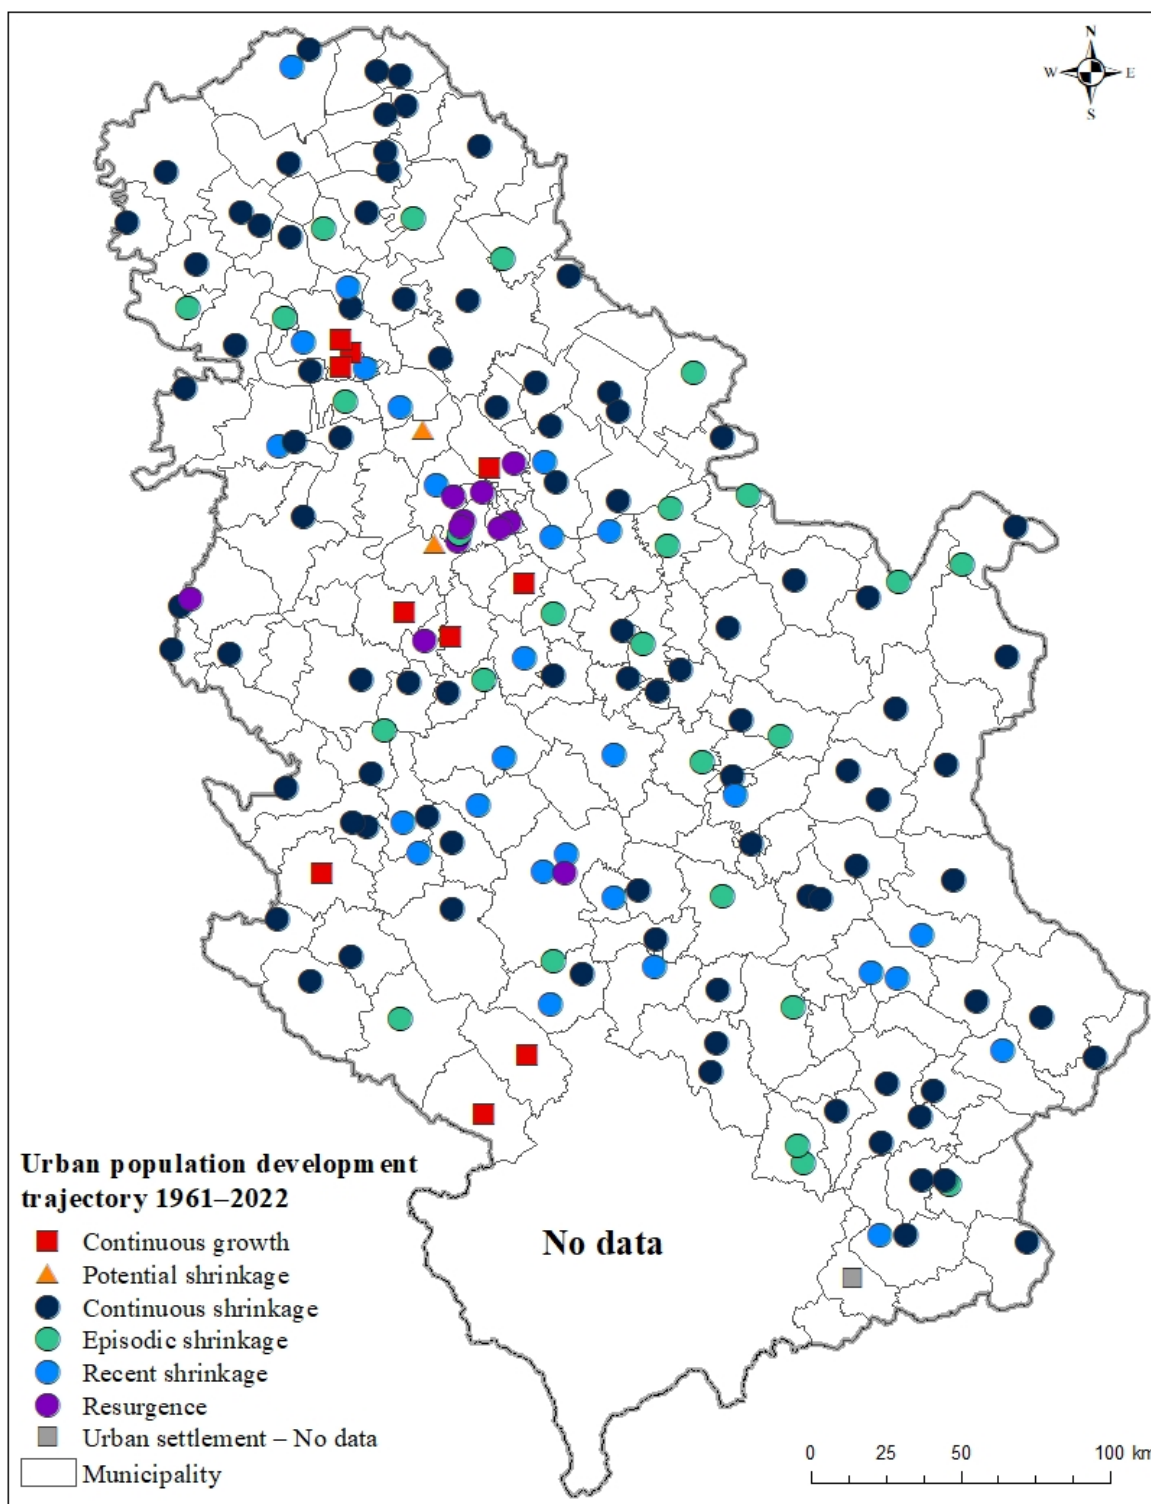 N
W E
S
Urban population development
trajectory 1961–2022
Continuous growth
Potential shrinkage
Continuous shrinkage
Episodic shrinkage
Recent shrinkage
Resurgence
Urban settlement – No data
Municipality
No data
0 25 50 100 km